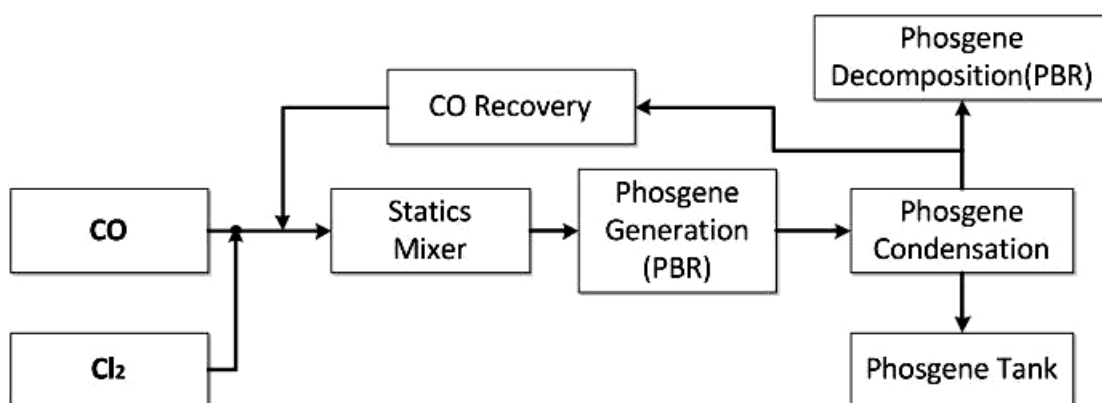 Phosgene
Decomposition(PBR)
CO Recovery
CO
Statics
Mixer
Phosgene
Generation
(PBR)
Phosgene
Condensation
Cl₂
Phosgene Tank